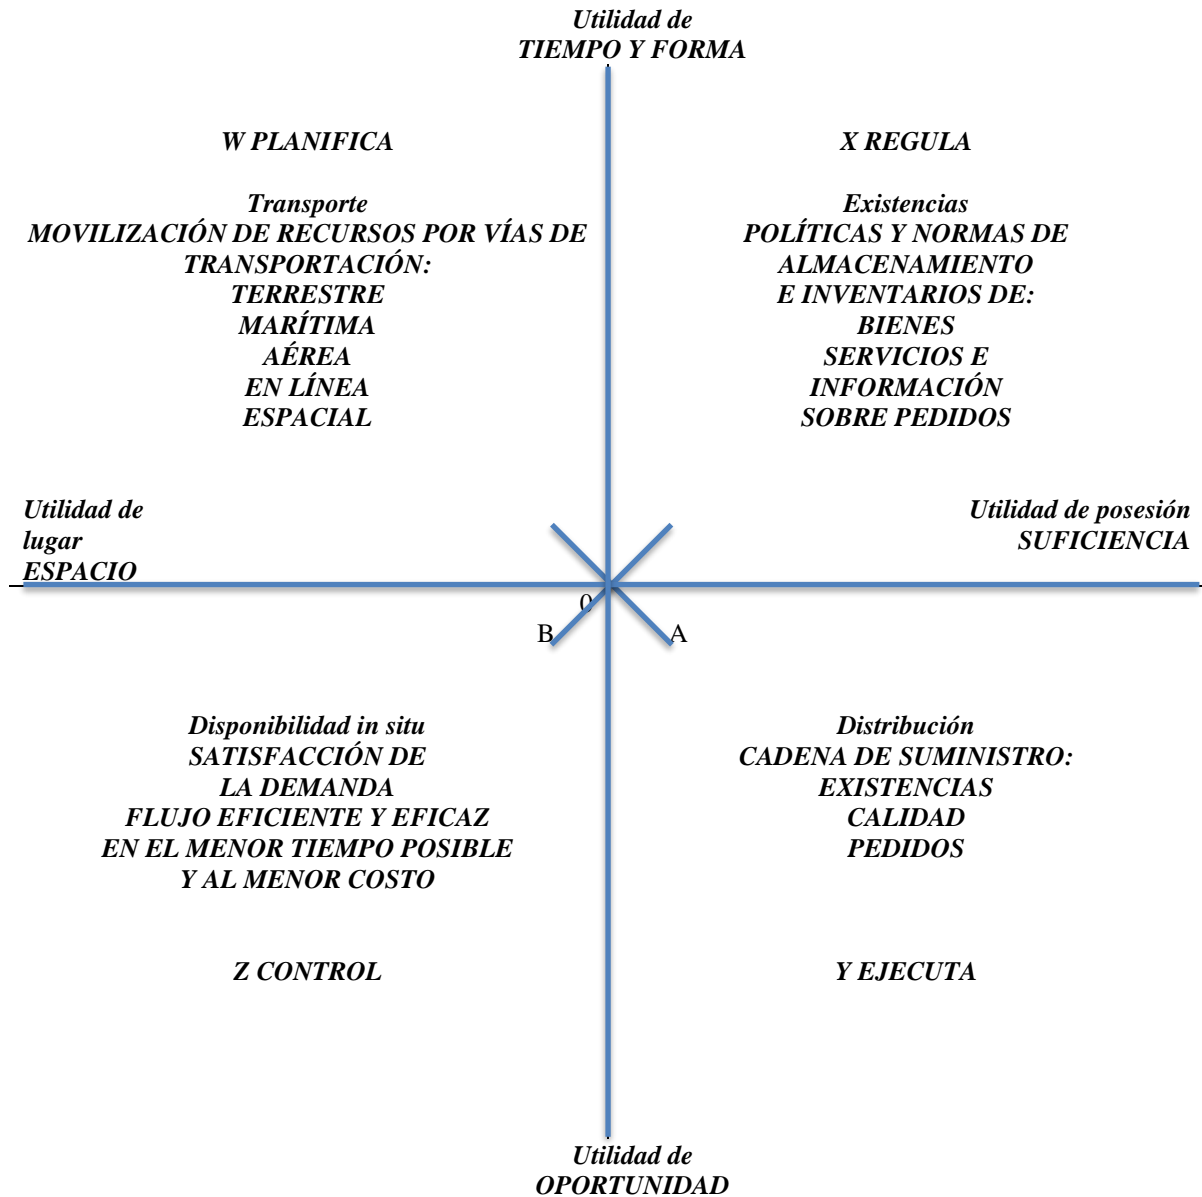 Utilidad de
TIEMPO Y FORMA
W PLANIFICA
Transporte
MOVILIZACIÓN DE RECURSOS POR VÍAS DE
TRANSPORTACIÓN:
TERRESTRE
MARÍTIMA
AÉREA
EN LÍNEA
ESPACIAL
X REGULA
Existencias
POLÍTICAS Y NORMAS DE
ALMACENAMIENTO
E INVENTARIOS DE:
BIENES
SERVICIOS E
INFORMACIÓN
SOBRE PEDIDOS
Utilidad de
lugar
ESPACIO
Utilidad de posesión
SUFICIENCIA
0
B
A
Disponibilidad in situ
SATISFACCIÓN DE
LA DEMANDA
FLUJO EFICIENTE Y EFICAZ
EN EL MENOR TIEMPO POSIBLE
Y AL MENOR COSTO
Z CONTROL
Distribución
CADENA DE SUMINISTRO:
EXISTENCIAS
CALIDAD
PEDIDOS
Y EJECUTA
Utilidad de
OPORTUNIDAD